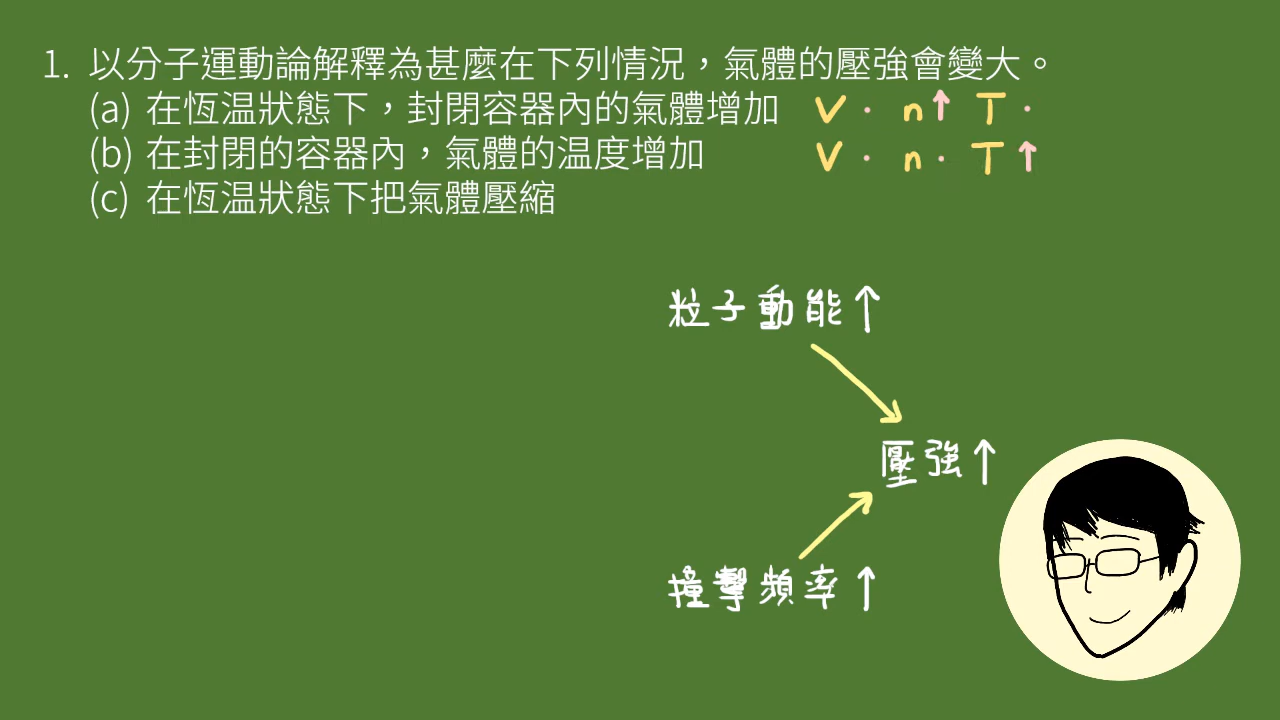 1. 以分子運動論解釋為甚麼在下列情況，氣體的壓強會變大。
(a) 在恆温狀態下，封閉容器內的氣體增加 V · n↑ T ·
(b) 在封閉的容器內，氣體的温度增加 V · n · T↑
(c) 在恆温狀態下把氣體壓縮
粒子動能↑
壓強↑
撞擊頻率↑